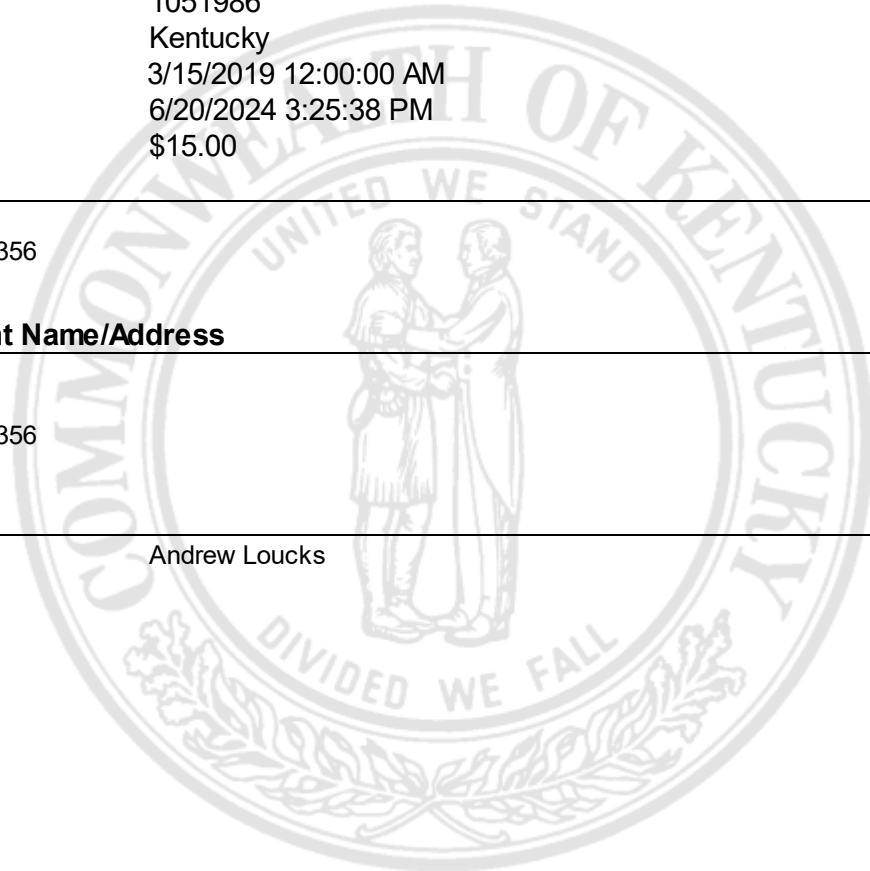 1051986
Kentucky
3/15/2019 12:00:00 AM
6/20/2024 3:25:38 PM
$15.00
356
nt Name/Address
356
Andrew Loucks
COMMONWEALTH OF KENTUCKY
UNITED WE STAND
DIVIDED WE FALL